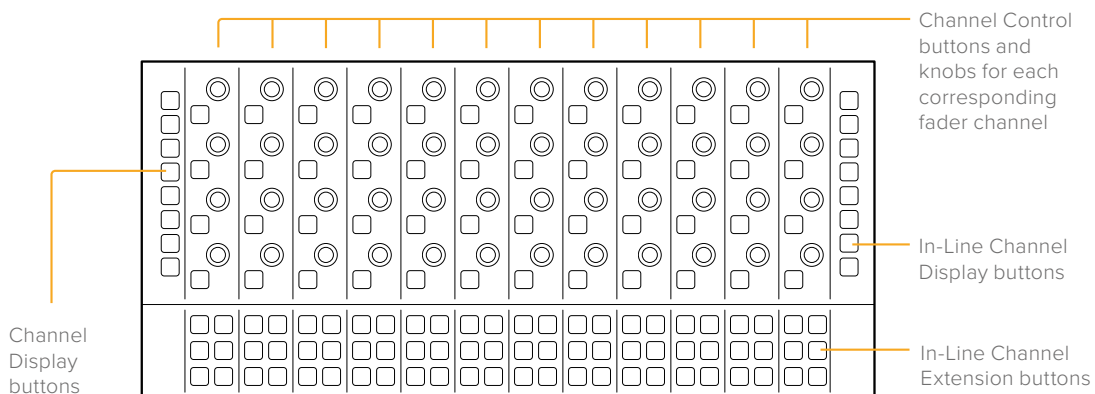 Channel Control
buttons and
knobs for each
corresponding
fader channel
In-Line Channel
Display buttons
Channel
Display
buttons
In-Line Channel
Extension buttons